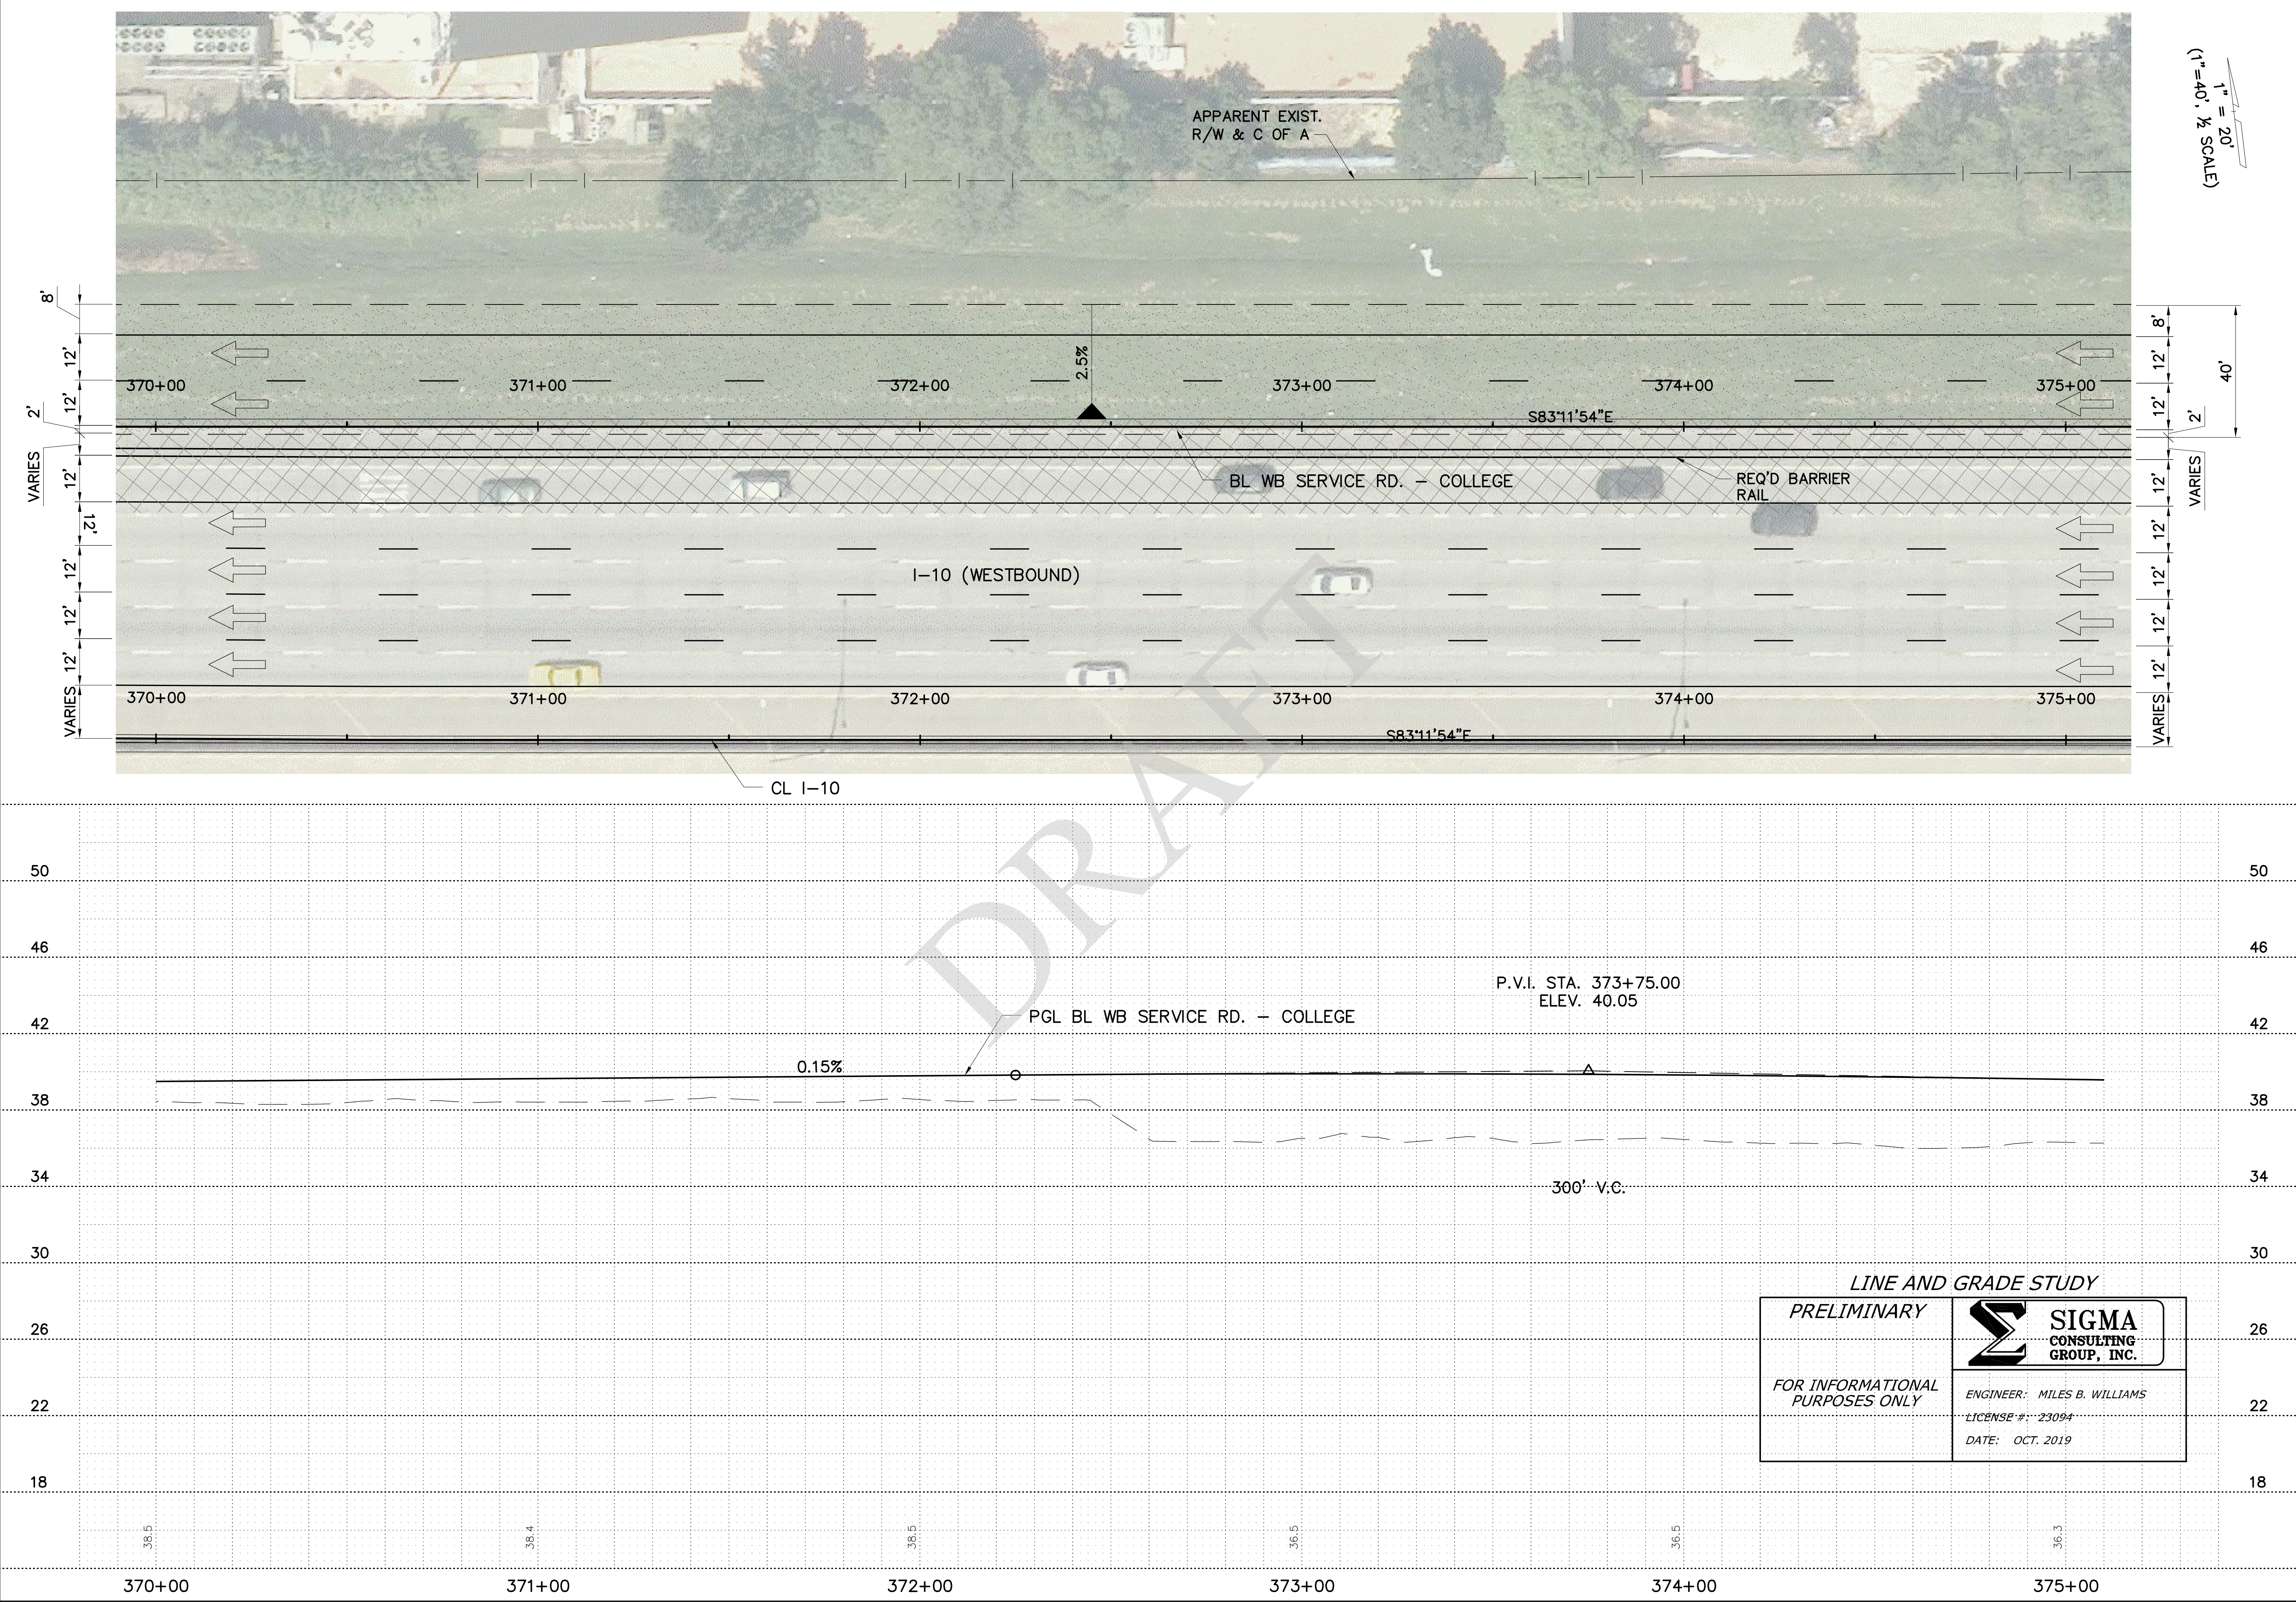 APPARENT EXIST.
R/W & C OF A
1" = 20'
(1"=40', ½ SCALE)
8'
12'
12'
2'
VARIES
12'
12'
12'
12'
12'
VARIES
8'
12'
12'
40'
2'
VARIES
12'
12'
12'
12'
12'
VARIES
2.5%
370+00 371+00 372+00 373+00 374+00 375+00
S83°11'54"E
BL WB SERVICE RD. – COLLEGE
REQ'D BARRIER
RAIL
I-10 (WESTBOUND)
370+00 371+00 372+00 373+00 374+00 375+00
S83°11'54"E
CL I-10
DRAFT
50 50
46 46
P.V.I. STA. 373+75.00
ELEV. 40.05
PGL BL WB SERVICE RD. – COLLEGE
42 42
0.15%
38 38
34 34
300' V.C.
30 30
LINE AND GRADE STUDY
PRELIMINARY
SIGMA
CONSULTING
GROUP, INC.
26 26
FOR INFORMATIONAL
PURPOSES ONLY
ENGINEER: MILES B. WILLIAMS
LICENSE #: 23094
DATE: OCT. 2019
22 22
18 18
38.5 38.4 38.5 36.5 36.5 36.3
370+00 371+00 372+00 373+00 374+00 375+00